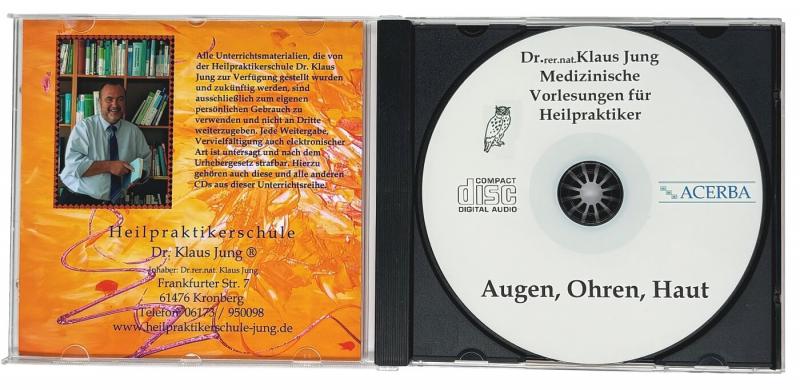 Alle Unterrichtsmaterialien, die von
der Heilpraktikerschule Dr. Klaus
Jung zur Verfügung gestellt wurden
und zukünftig werden, sind
ausschließlich zum eigenen
persönlichen Gebrauch zu
verwenden und nicht an Dritte
weiterzugeben. Jede Weitergabe,
Vervielfältigung auch elektronischer
Art ist untersagt und nach dem
Urhebergesetz strafbar. Hierzu
gehören auch diese und alle anderen
CDs aus dieser Unterrichtsreihe.
Heilpraktikerschule
Dr. Klaus Jung ®
Inhaber: Dr.rer.nat. Klaus Jung
Frankfurter Str. 7
61476 Kronberg
Telefon: 06173 / 950098
www.heilpraktikerschule-jung.de
Dr.rer.nat.Klaus Jung
Medizinische
Vorlesungen für
Heilpraktiker
COMPACT
disc
DIGITAL AUDIO
ACERBA
Augen, Ohren, Haut